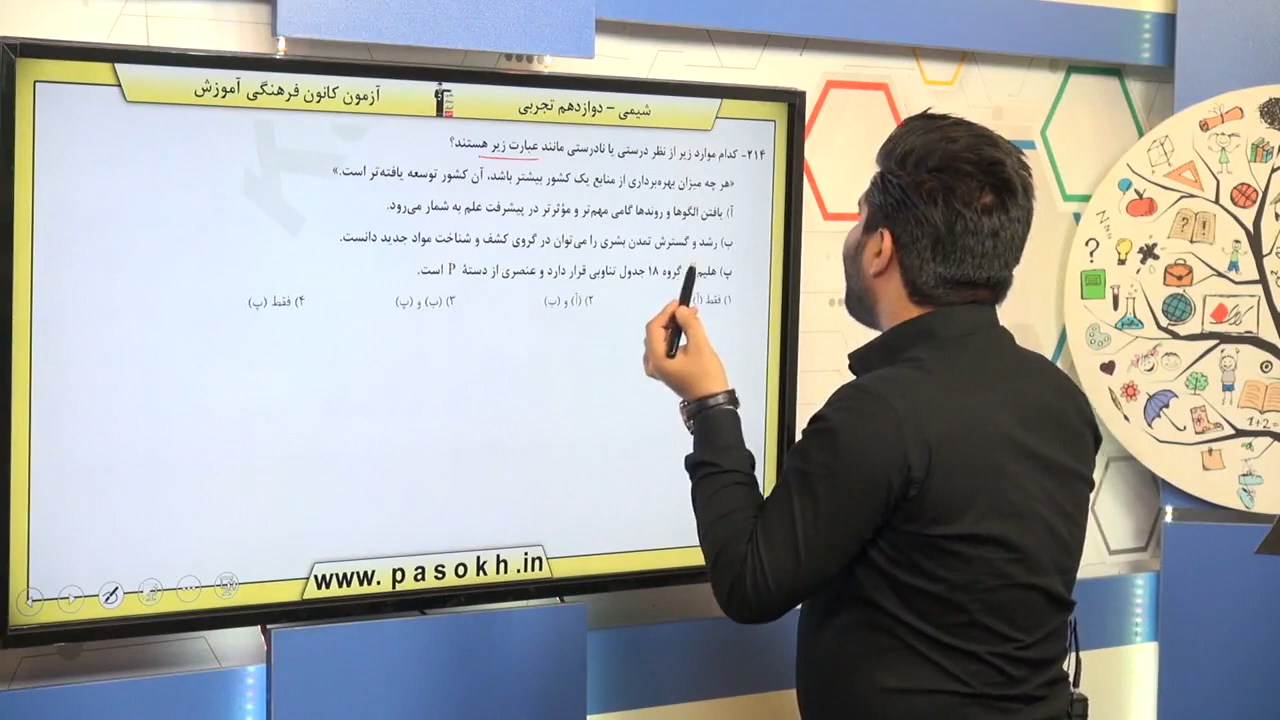 آزمون کانون فرهنگی آموزش
شیمی – دوازدهم تجربی
۲۱۴- کدام موارد زیر از نظر درستی یا نادرستی مانند عبارت زیر هستند؟
«هر چه میزان بهره‌برداری از منابع یک کشور بیشتر باشد، آن کشور توسعه یافته‌تر است.»
آ) یافتن الگوها و روندها گامی مهم‌تر و مؤثرتر در پیشرفت علم به شمار می‌رود.
ب) رشد و گسترش تمدن بشری را می‌توان در گروی کشف و شناخت مواد جدید دانست.
پ) هلیم گروه ۱۸ جدول تناوبی قرار دارد و عنصری از دستهٔ P است.
۱) فقط (آ) ۲) (آ) و (ب) ۳) (ب) و (پ) ۴) فقط (پ)
www.pasokh.in
1+2=